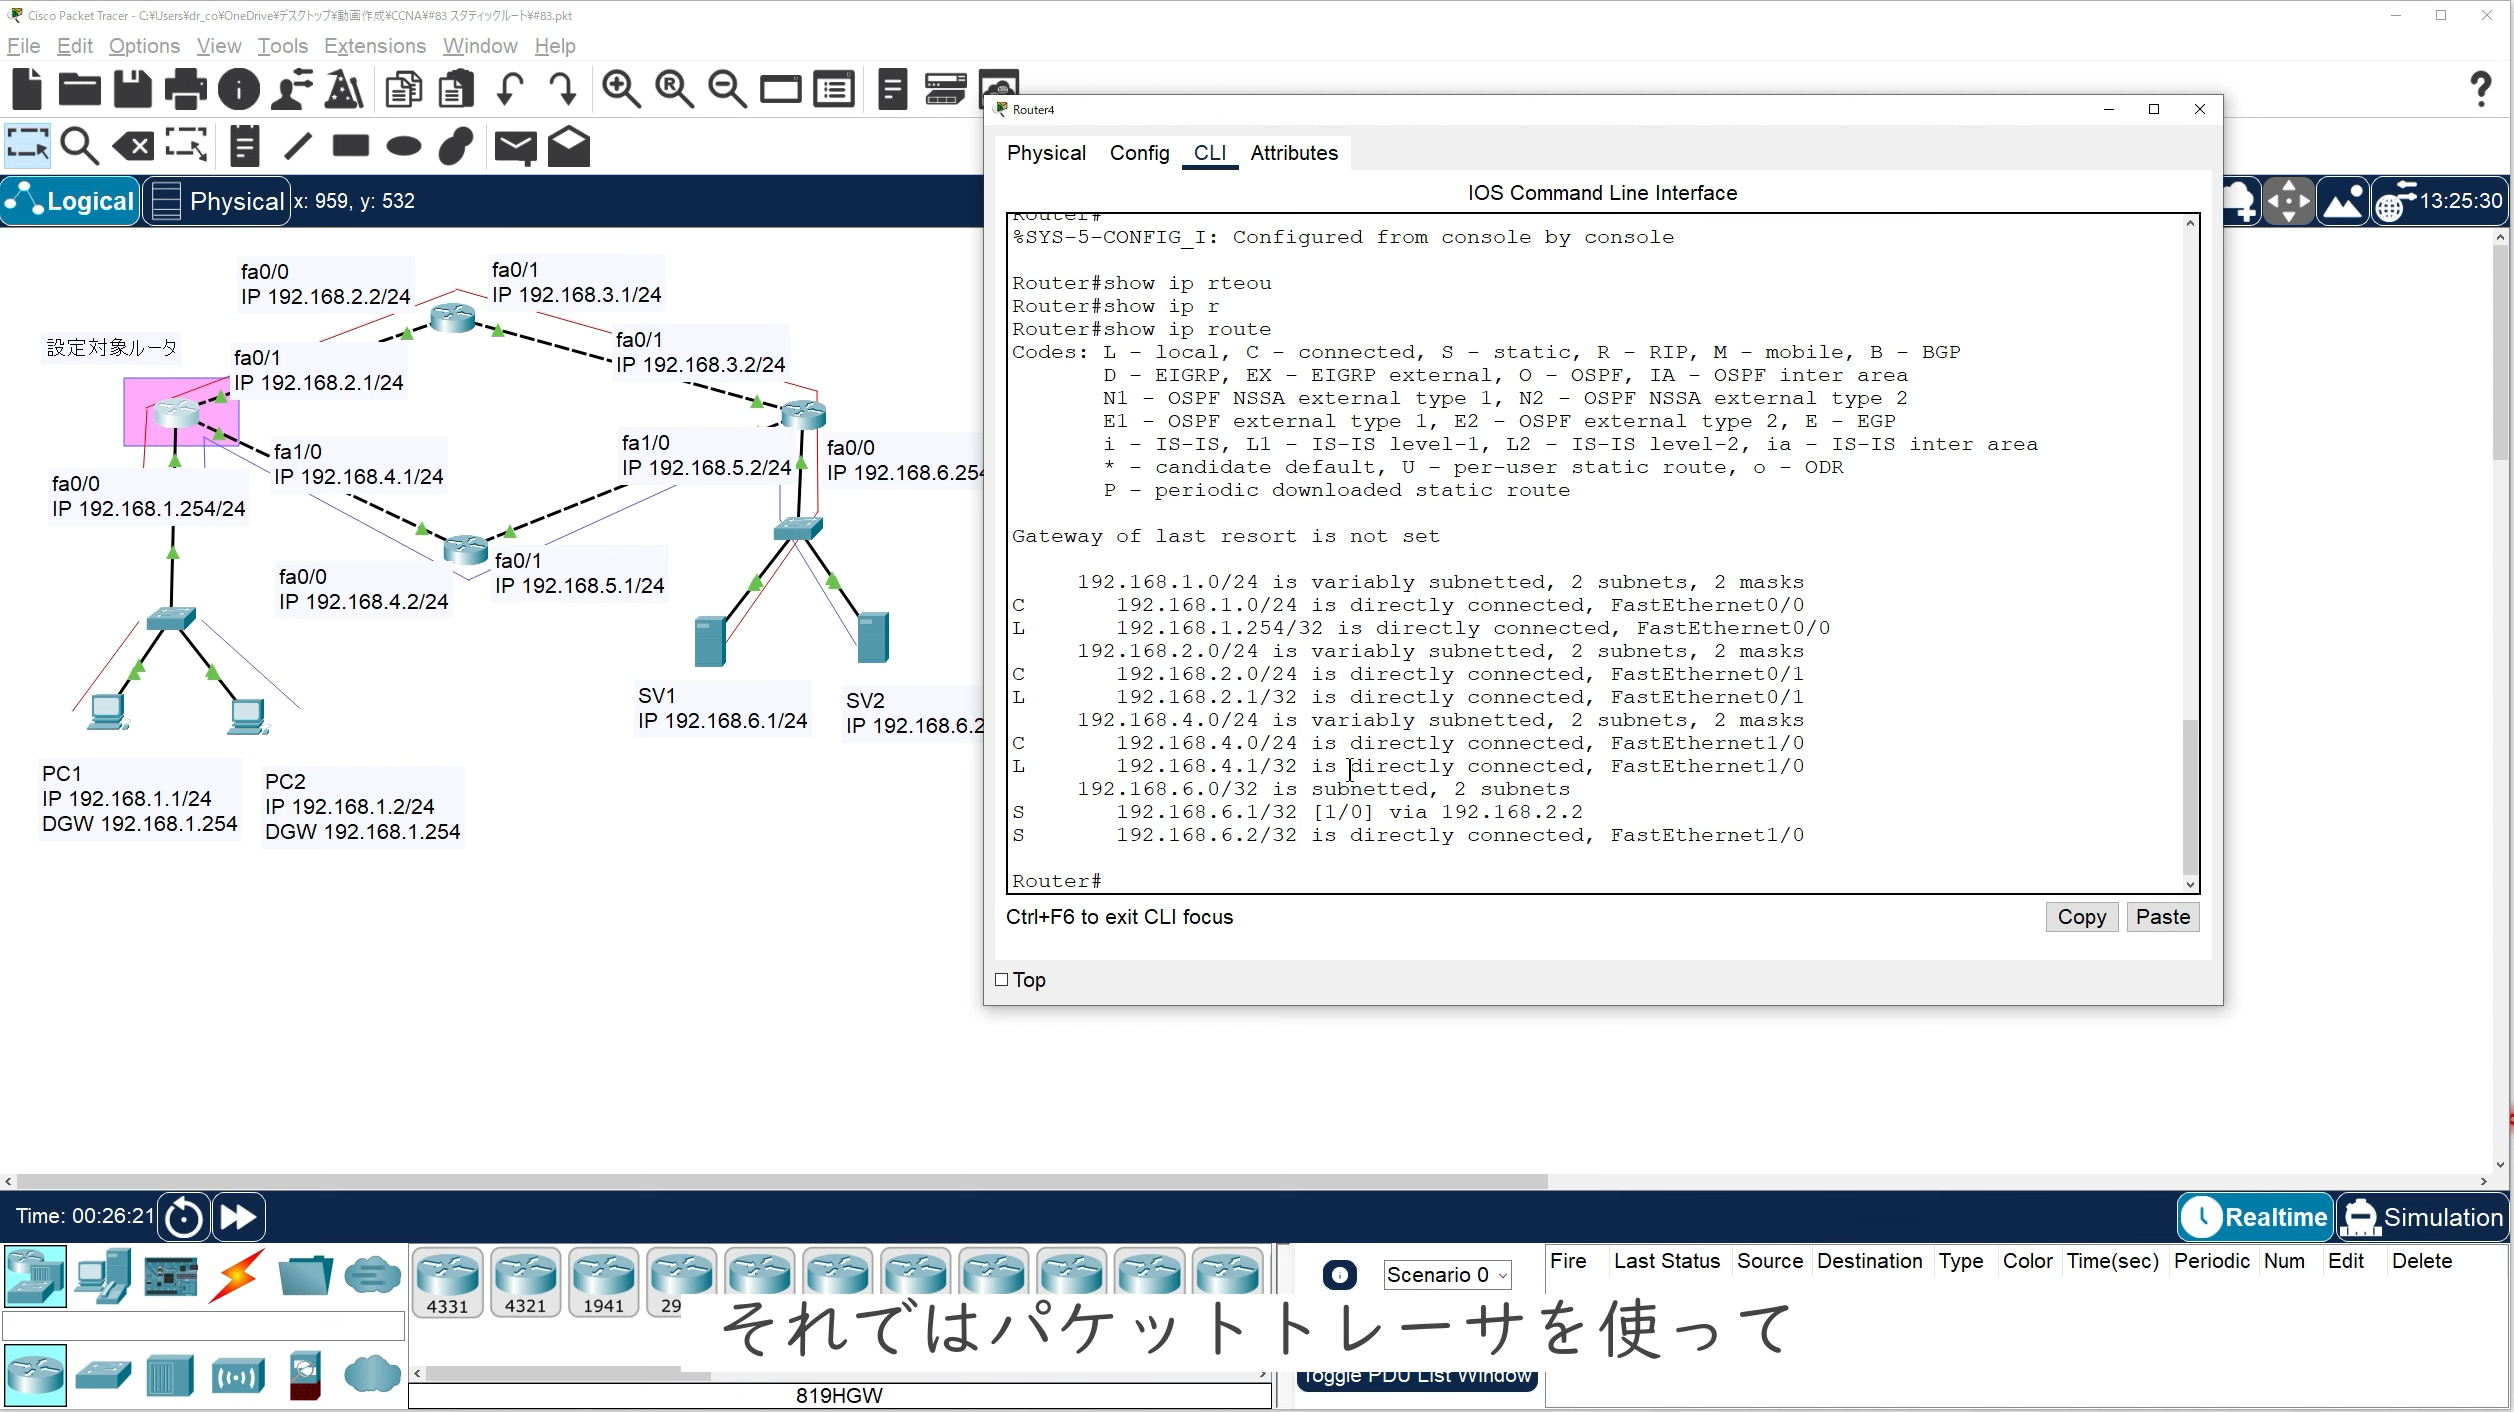 Cisco Packet Tracer - C:¥Users¥dr_co¥OneDrive¥デスクトップ¥動画作成¥CCNA¥#83 スタティックルート¥#83.pkt
File Edit Options View Tools Extensions Window Help
Logical Physical x: 959, y: 532
13:25:30
fa0/0
IP 192.168.2.2/24
fa0/1
IP 192.168.3.1/24
設定対象ルータ
fa0/1
IP 192.168.2.1/24
fa0/1
IP 192.168.3.2/24
fa1/0
IP 192.168.4.1/24
fa1/0
IP 192.168.5.2/24
fa0/0
IP 192.168.6.254
fa0/0
IP 192.168.1.254/24
fa0/0
IP 192.168.4.2/24
fa0/1
IP 192.168.5.1/24
SV1
IP 192.168.6.1/24
SV2
IP 192.168.6.2
PC1
IP 192.168.1.1/24
DGW 192.168.1.254
PC2
IP 192.168.1.2/24
DGW 192.168.1.254
Router4
Physical Config CLI Attributes
IOS Command Line Interface
Router#
%SYS-5-CONFIG_I: Configured from console by console
Router#show ip rteou
Router#show ip r
Router#show ip route
Codes: L - local, C - connected, S - static, R - RIP, M - mobile, B - BGP
D - EIGRP, EX - EIGRP external, O - OSPF, IA - OSPF inter area
N1 - OSPF NSSA external type 1, N2 - OSPF NSSA external type 2
E1 - OSPF external type 1, E2 - OSPF external type 2, E - EGP
i - IS-IS, L1 - IS-IS level-1, L2 - IS-IS level-2, ia - IS-IS inter area
* - candidate default, U - per-user static route, o - ODR
P - periodic downloaded static route
Gateway of last resort is not set
192.168.1.0/24 is variably subnetted, 2 subnets, 2 masks
C 192.168.1.0/24 is directly connected, FastEthernet0/0
L 192.168.1.254/32 is directly connected, FastEthernet0/0
192.168.2.0/24 is variably subnetted, 2 subnets, 2 masks
C 192.168.2.0/24 is directly connected, FastEthernet0/1
L 192.168.2.1/32 is directly connected, FastEthernet0/1
192.168.4.0/24 is variably subnetted, 2 subnets, 2 masks
C 192.168.4.0/24 is directly connected, FastEthernet1/0
L 192.168.4.1/32 is directly connected, FastEthernet1/0
192.168.6.0/32 is subnetted, 2 subnets
S 192.168.6.1/32 [1/0] via 192.168.2.2
S 192.168.6.2/32 is directly connected, FastEthernet1/0
Router#
Ctrl+F6 to exit CLI focus
Copy Paste
Top
Time: 00:26:21
Realtime Simulation
4331 4321 1941 29
Scenario 0
Fire Last Status Source Destination Type Color Time(sec) Periodic Num Edit Delete
それではパケットトレーサを使って
Toggle PDU List Window
819HGW